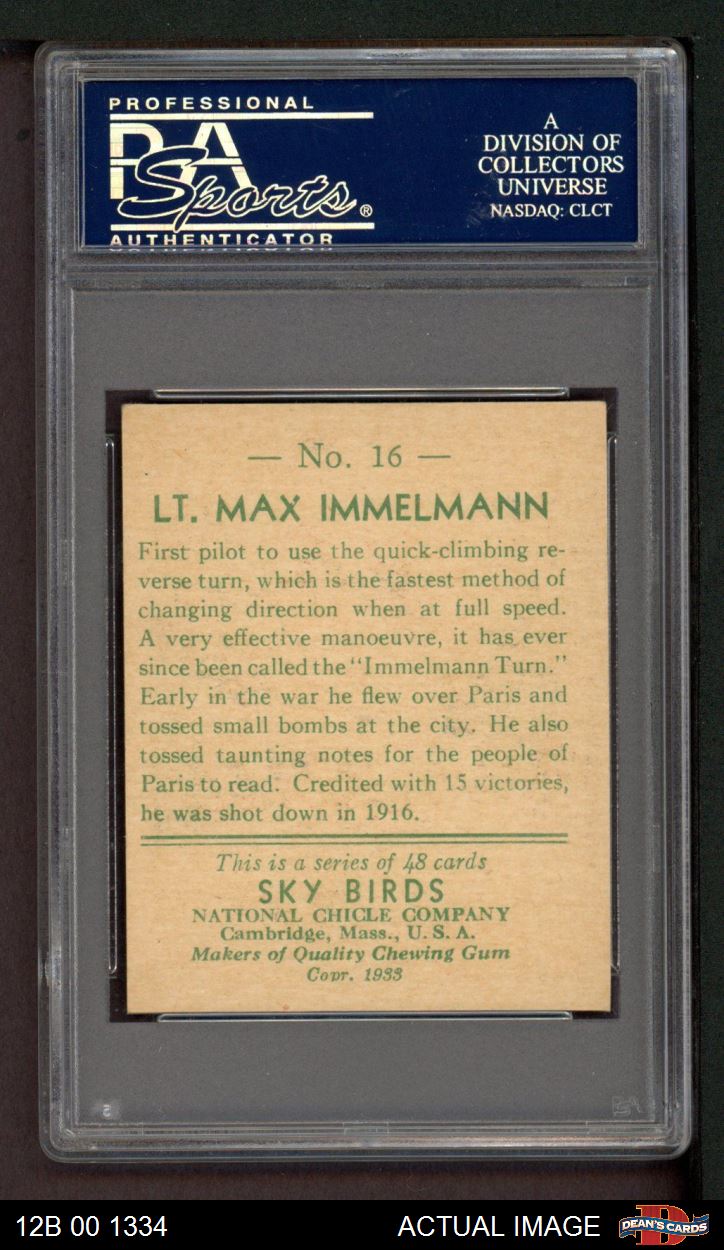 PROFESSIONAL
PSA
Sports®
AUTHENTICATOR
A
DIVISION OF
COLLECTORS
UNIVERSE
NASDAQ: CLCT
— No. 16 —
LT. MAX IMMELMANN
First pilot to use the quick-climbing re-
verse turn, which is the fastest method of
changing direction when at full speed.
A very effective manoeuvre, it has ever
since been called the "Immelmann Turn."
Early in the war he flew over Paris and
tossed small bombs at the city. He also
tossed taunting notes for the people of
Paris to read. Credited with 15 victories,
he was shot down in 1916.
This is a series of 48 cards
SKY BIRDS
NATIONAL CHICLE COMPANY
Cambridge, Mass., U. S. A.
Makers of Quality Chewing Gum
Copr. 1933
12B 00 1334
ACTUAL IMAGE
DEAN'S CARDS